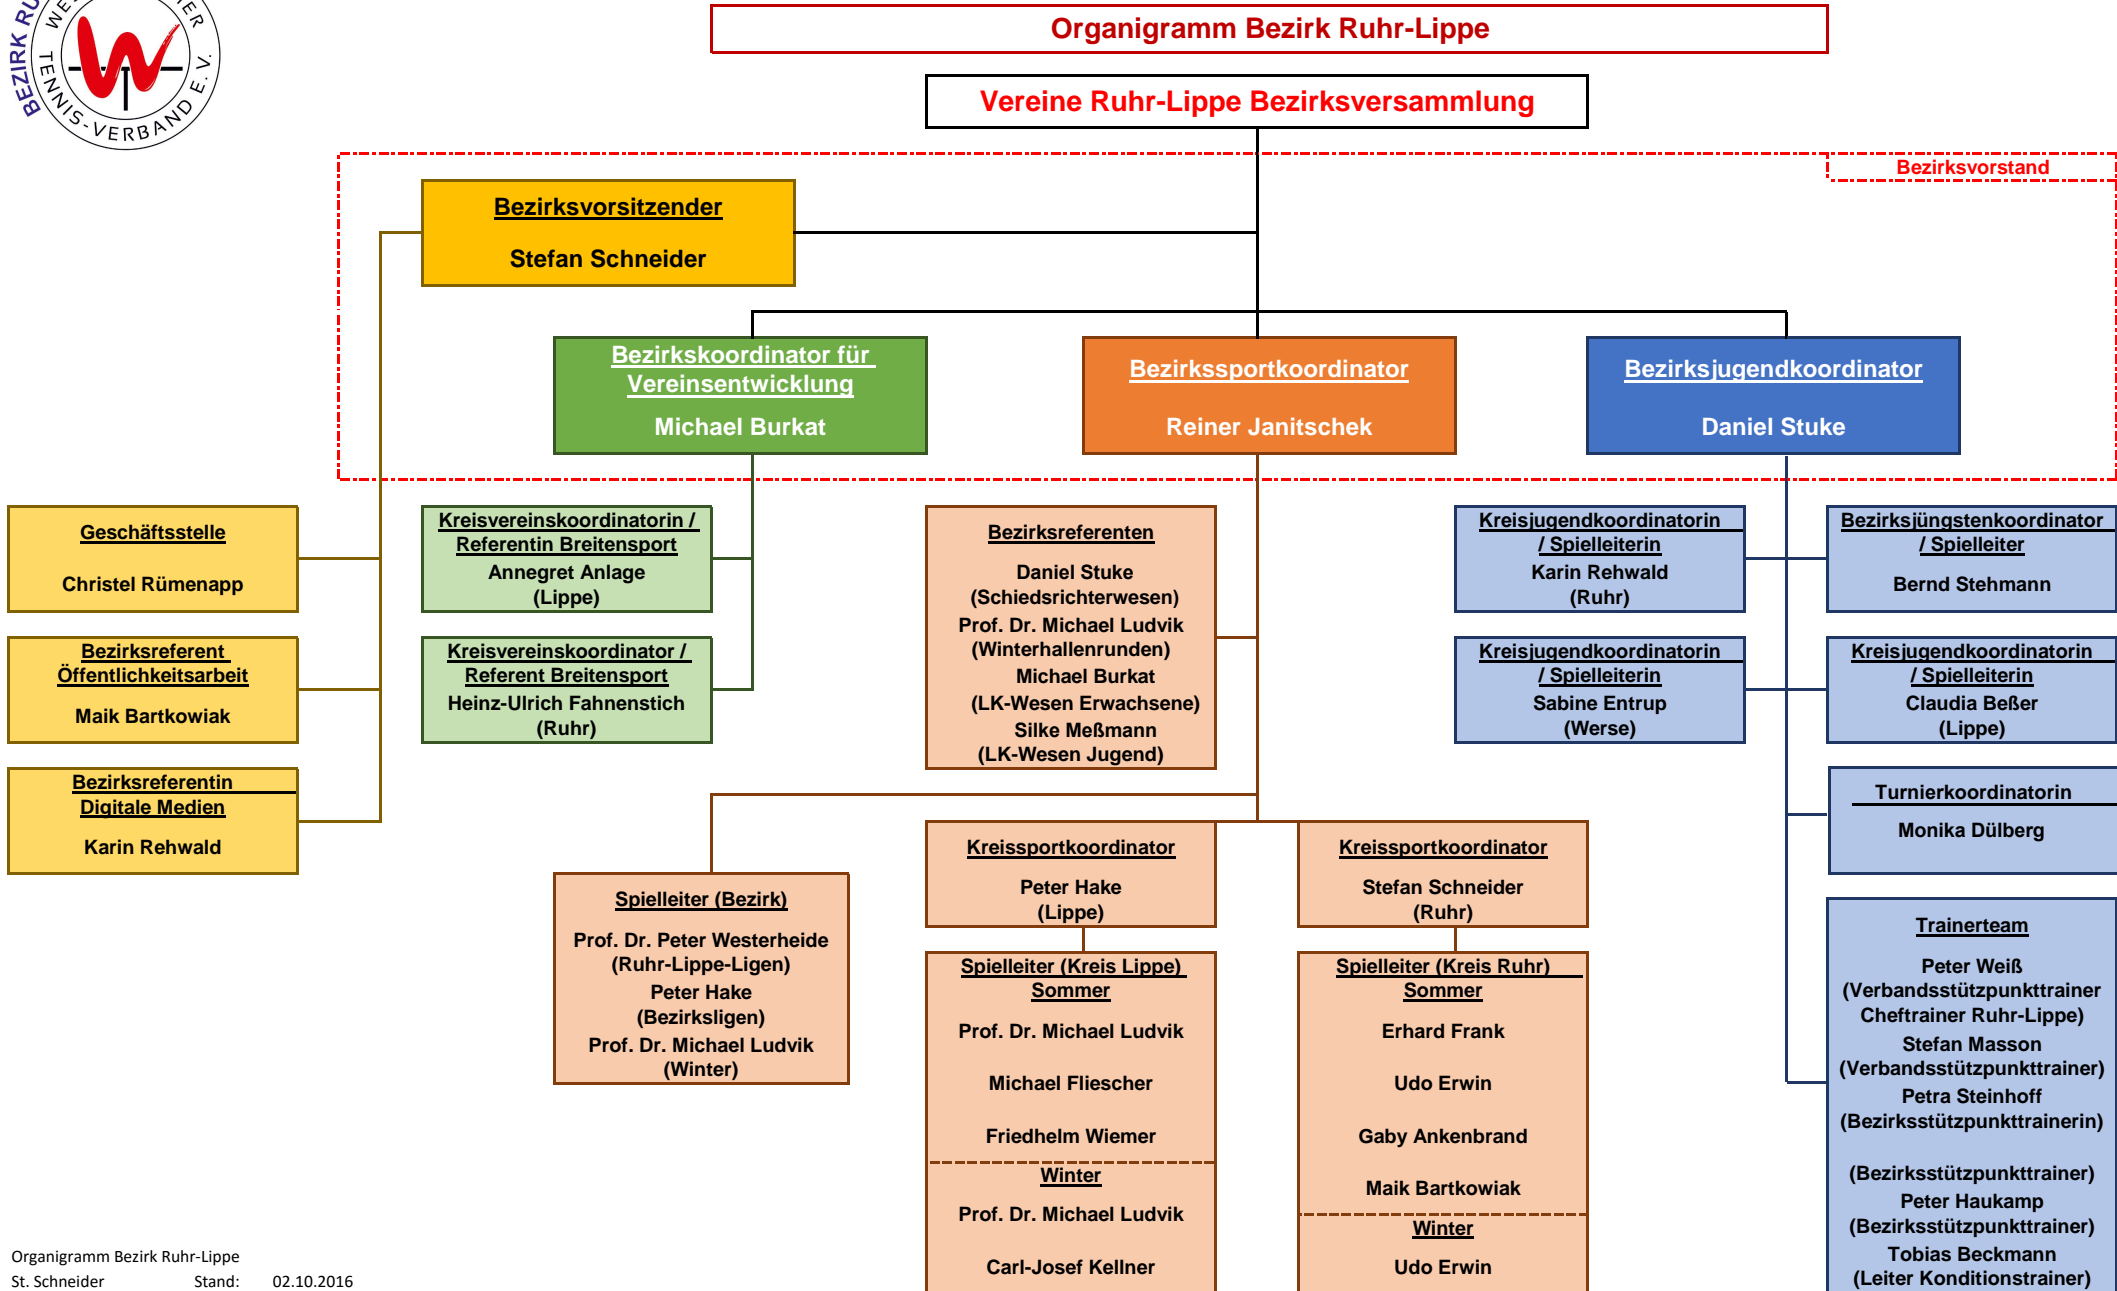 BEZIRK
TENNIS-VERBAND E. V.
Organigramm Bezirk Ruhr-Lippe
Vereine Ruhr-Lippe Bezirksversammlung
Bezirksvorstand
Bezirksvorsitzender
Stefan Schneider
Bezirkskoordinator für
Vereinsentwicklung
Michael Burkat
Bezirkssportkoordinator
Reiner Janitschek
Bezirksjugendkoordinator
Daniel Stuke
Geschäftsstelle
Christel Rümenapp
Bezirksreferent
Öffentlichkeitsarbeit
Maik Bartkowiak
Bezirksreferentin
Digitale Medien
Karin Rehwald
Kreisvereinskoordinatorin /
Referentin Breitensport
Annegret Anlage
(Lippe)
Kreisvereinskoordinator /
Referent Breitensport
Heinz-Ulrich Fahnenstich
(Ruhr)
Bezirksreferenten
Daniel Stuke
(Schiedsrichterwesen)
Prof. Dr. Michael Ludvik
(Winterhallenrunden)
Michael Burkat
(LK-Wesen Erwachsene)
Silke Meßmann
(LK-Wesen Jugend)
Kreisjugendkoordinatorin
/ Spielleiterin
Karin Rehwald
(Ruhr)
Bezirksjüngstenkoordinator
/ Spielleiter
Bernd Stehmann
Kreisjugendkoordinatorin
/ Spielleiterin
Sabine Entrup
(Werse)
Kreisjugendkoordinatorin
/ Spielleiterin
Claudia Beßer
(Lippe)
Turnierkoordinatorin
Monika Dülberg
Spielleiter (Bezirk)
Prof. Dr. Peter Westerheide
(Ruhr-Lippe-Ligen)
Peter Hake
(Bezirksligen)
Prof. Dr. Michael Ludvik
(Winter)
Kreissportkoordinator
Peter Hake
(Lippe)
Kreissportkoordinator
Stefan Schneider
(Ruhr)
Spielleiter (Kreis Lippe)
Sommer
Prof. Dr. Michael Ludvik
Michael Fliescher
Friedhelm Wiemer
Winter
Prof. Dr. Michael Ludvik
Carl-Josef Kellner
Spielleiter (Kreis Ruhr)
Sommer
Erhard Frank
Udo Erwin
Gaby Ankenbrand
Maik Bartkowiak
Winter
Udo Erwin
Trainerteam
Peter Weiß
(Verbandsstützpunkttrainer
Cheftrainer Ruhr-Lippe)
Stefan Masson
(Verbandsstützpunkttrainer)
Petra Steinhoff
(Bezirksstützpunkttrainerin)
(Bezirksstützpunkttrainer)
Peter Haukamp
(Bezirksstützpunkttrainer)
Tobias Beckmann
(Leiter Konditionstrainer)
Organigramm Bezirk Ruhr-Lippe
St. Schneider Stand: 02.10.2016